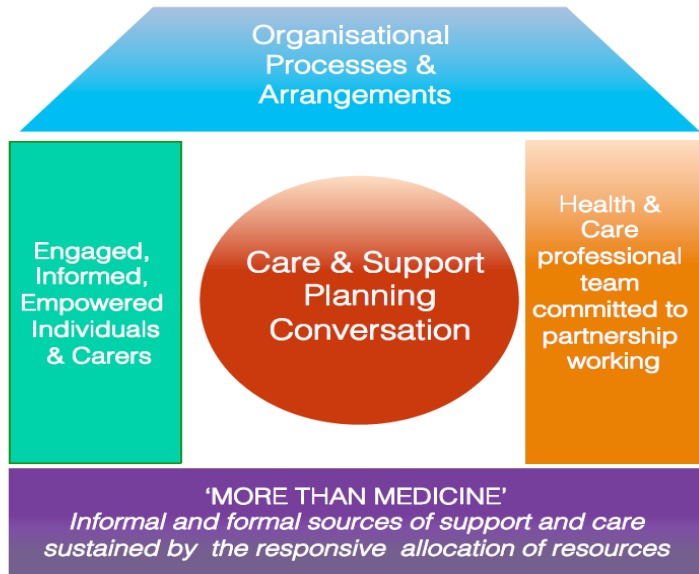 Organisational
Processes &
Arrangements
Engaged,
Informed,
Empowered
Individuals
& Carers
Care & Support
Planning
Conversation
Health &
Care
professional
team
committed to
partnership
working
‘MORE THAN MEDICINE’
Informal and formal sources of support and care
sustained by the responsive allocation of resources